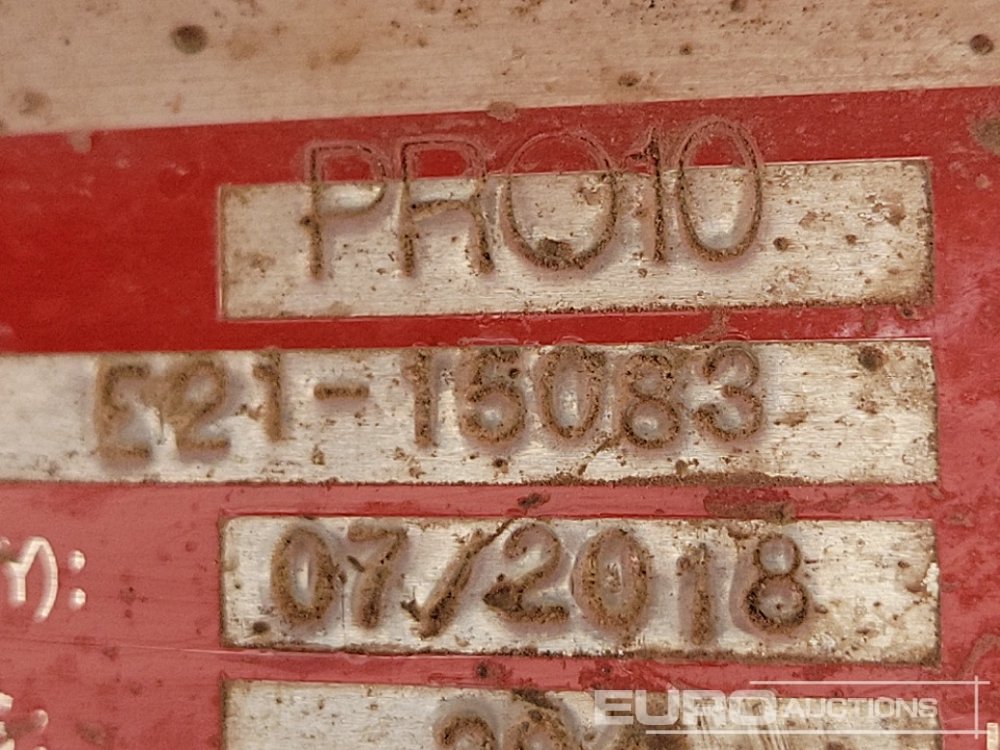 PRO10
E21-15083
07/2018
EURO AUCTIONS